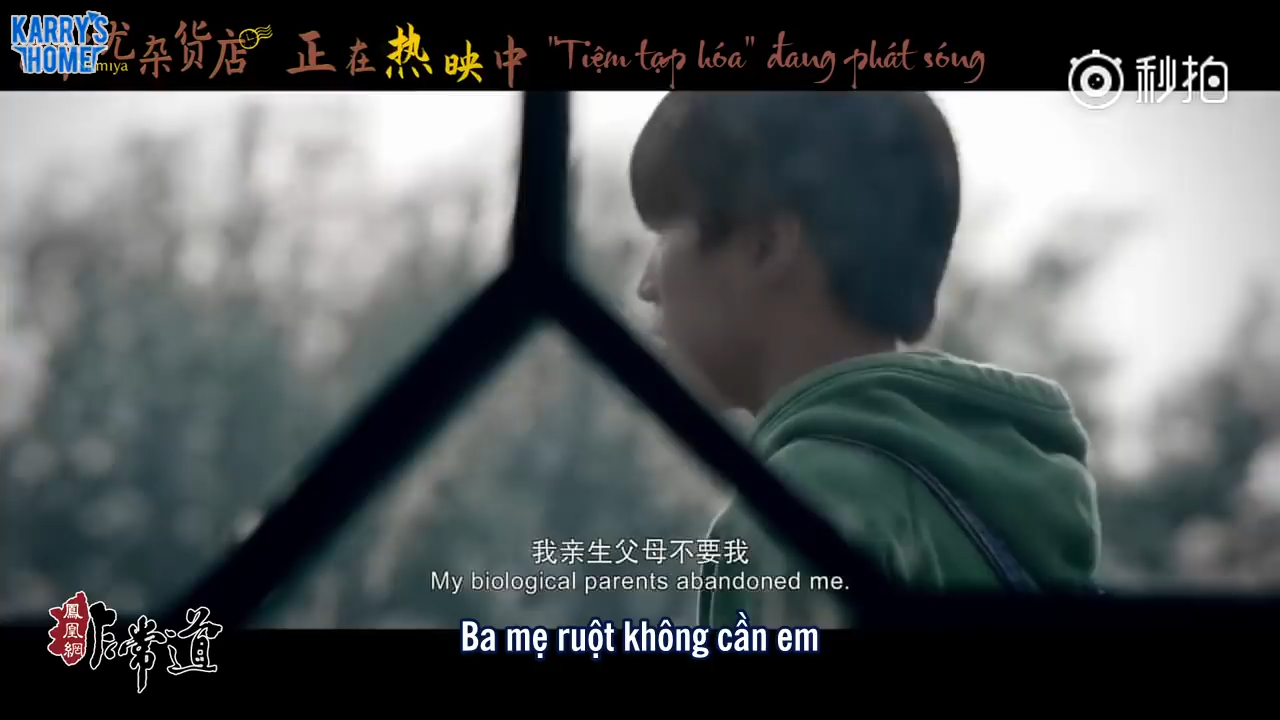 KARRY'S
HOME
忧杂货店 正在热映中 "Tiệm tạp hóa" đang phát sóng
miya
秒拍
我亲生父母不要我
My biological parents abandoned me.
Ba mẹ ruột không cần em
鳳凰網
非常道